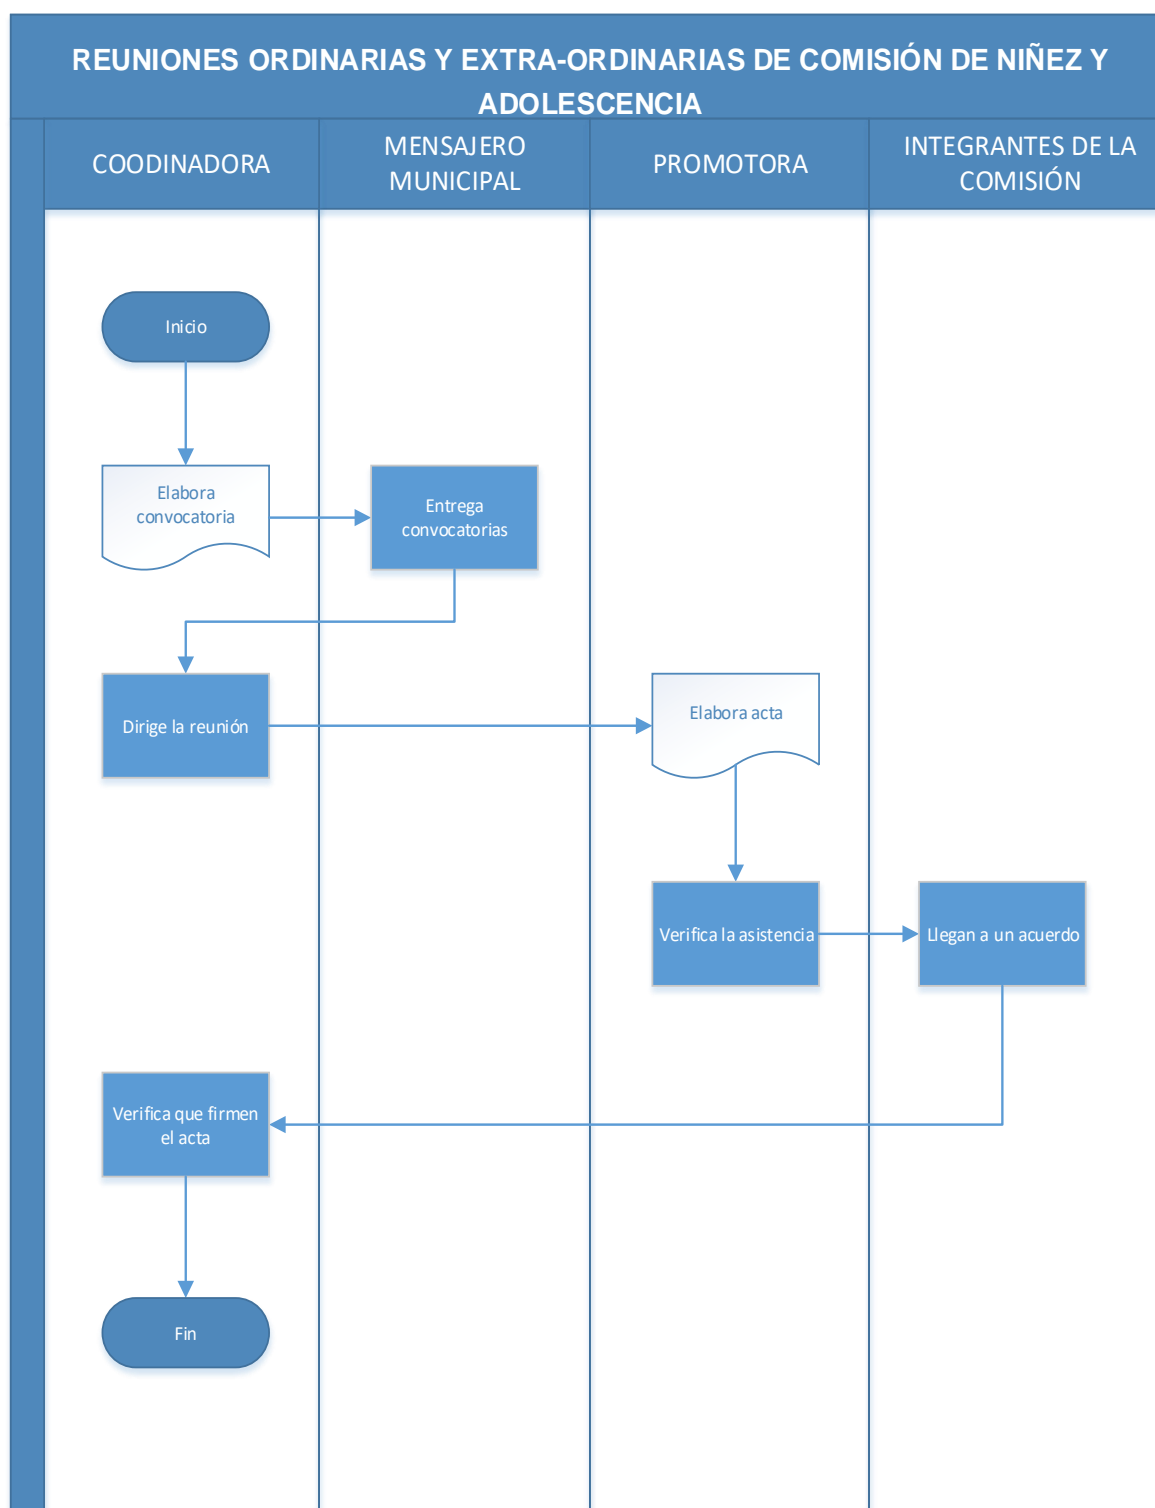 REUNIONES ORDINARIAS Y EXTRA-ORDINARIAS DE COMISIÓN DE NIÑEZ Y
ADOLESCENCIA
COODINADORA
MENSAJERO
MUNICIPAL
PROMOTORA
INTEGRANTES DE LA
COMISIÓN
Inicio
Elabora
convocatoria
Entrega
convocatorias
Dirige la reunión
Elabora acta
Verifica la asistencia
Llegan a un acuerdo
Verifica que firmen
el acta
Fin